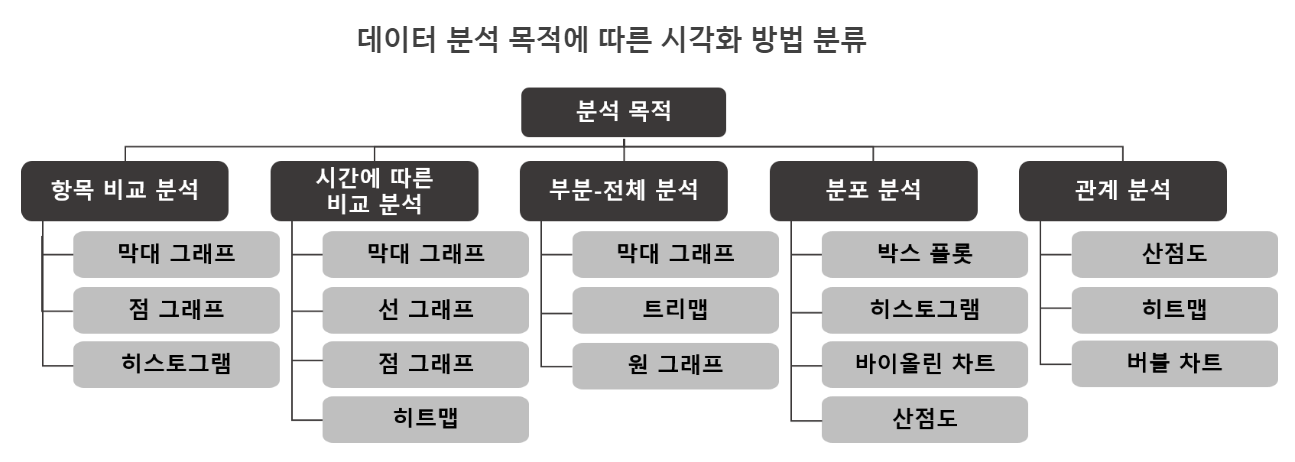 데이터 분석 목적에 따른 시각화 방법 분류
분석 목적
항목 비교 분석
막대 그래프
점 그래프
히스토그램
시간에 따른
비교 분석
막대 그래프
선 그래프
점 그래프
히트맵
부분-전체 분석
막대 그래프
트리맵
원 그래프
분포 분석
박스 플롯
히스토그램
바이올린 차트
산점도
관계 분석
산점도
히트맵
버블 차트